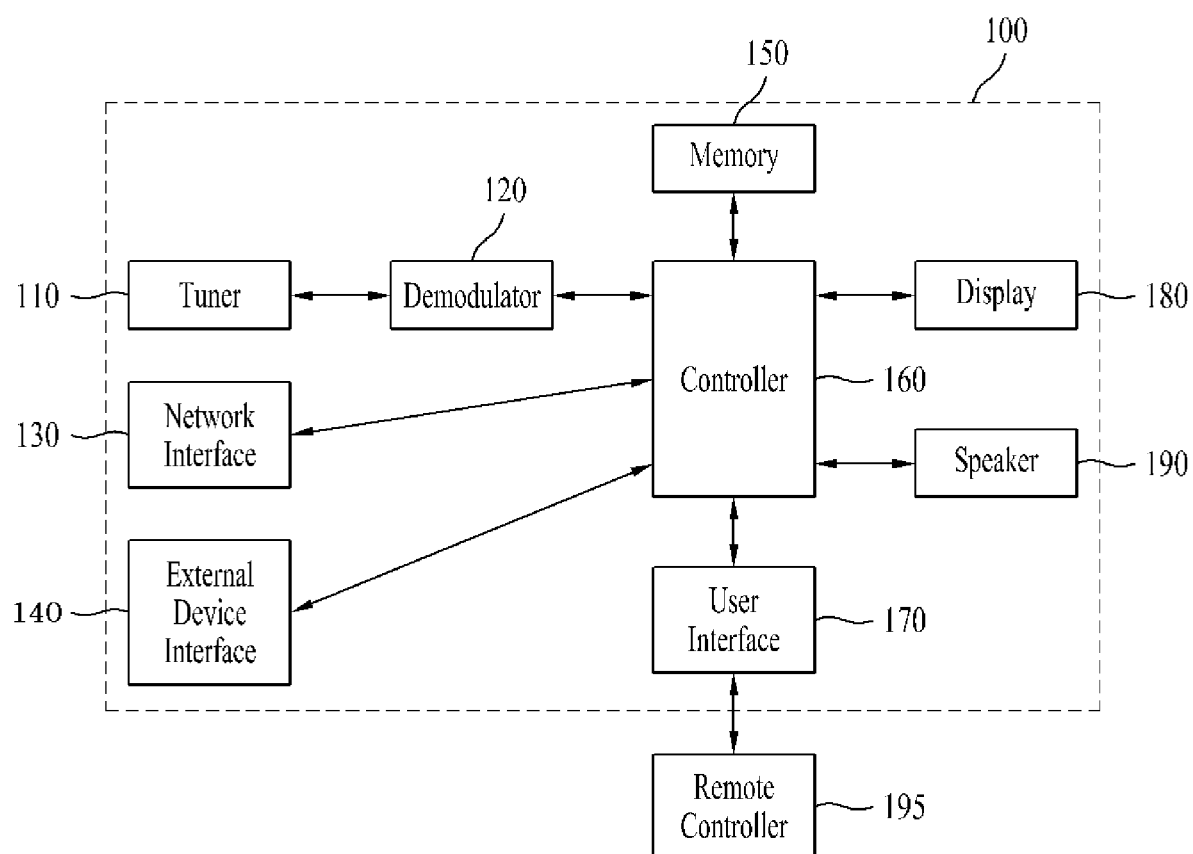 100
150
Memory
120
110
Tuner
Demodulator
Controller
160
Display
180
130
Network
Interface
Speaker
190
140
External
Device
Interface
User
Interface
170
Remote
Controller
195